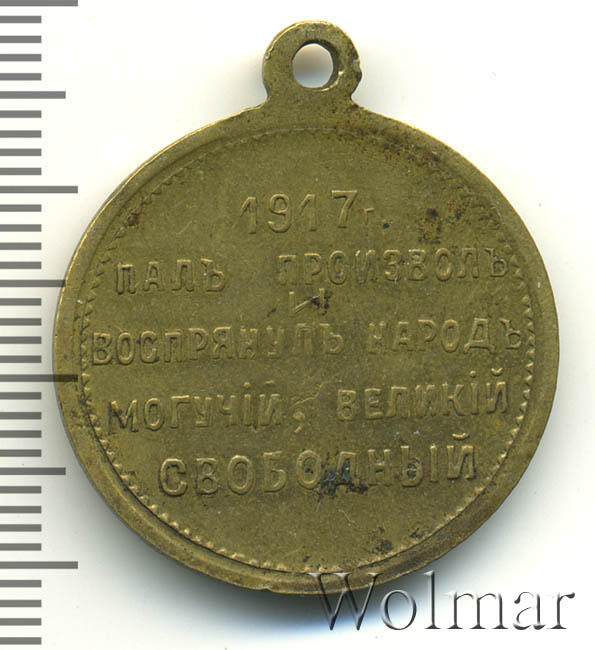 1917 г.
ПАЛЪ ПРОИЗВОЛЪ
И
ВОСПРЯНУЛЪ НАРОДЪ
МОГУЧІЙ, ВЕЛИКІЙ
СВОБОДНЫЙ
Wolmar